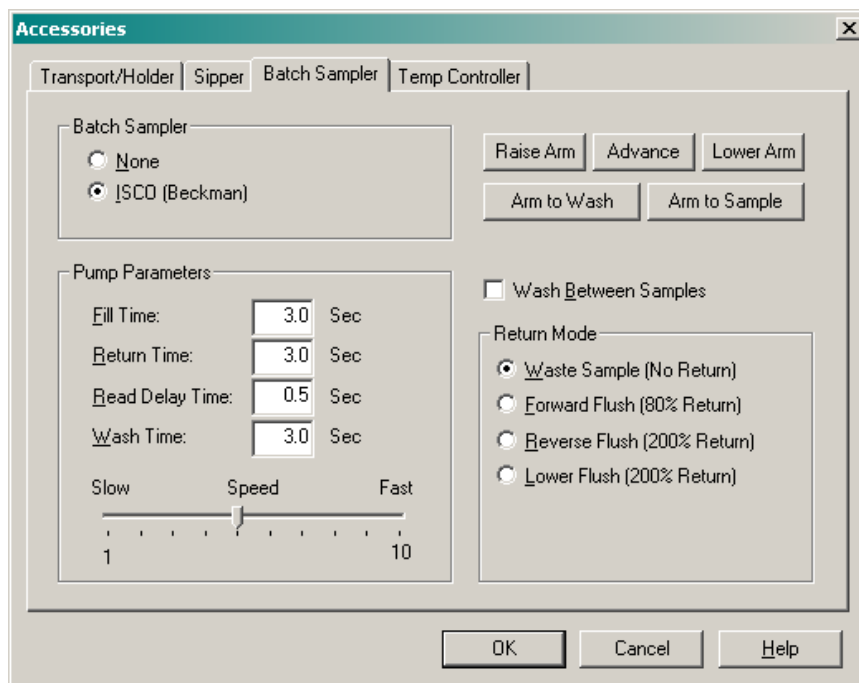 Accessories
Transport/Holder Sipper Batch Sampler Temp Controller
Batch Sampler
None
ISCO (Beckman)
Raise Arm Advance Lower Arm
Arm to Wash Arm to Sample
Pump Parameters
Fill Time: 3.0 Sec
Return Time: 3.0 Sec
Read Delay Time: 0.5 Sec
Wash Time: 3.0 Sec
Slow Speed Fast
1 10
Wash Between Samples
Return Mode
Waste Sample (No Return)
Forward Flush (80% Return)
Reverse Flush (200% Return)
Lower Flush (200% Return)
OK Cancel Help